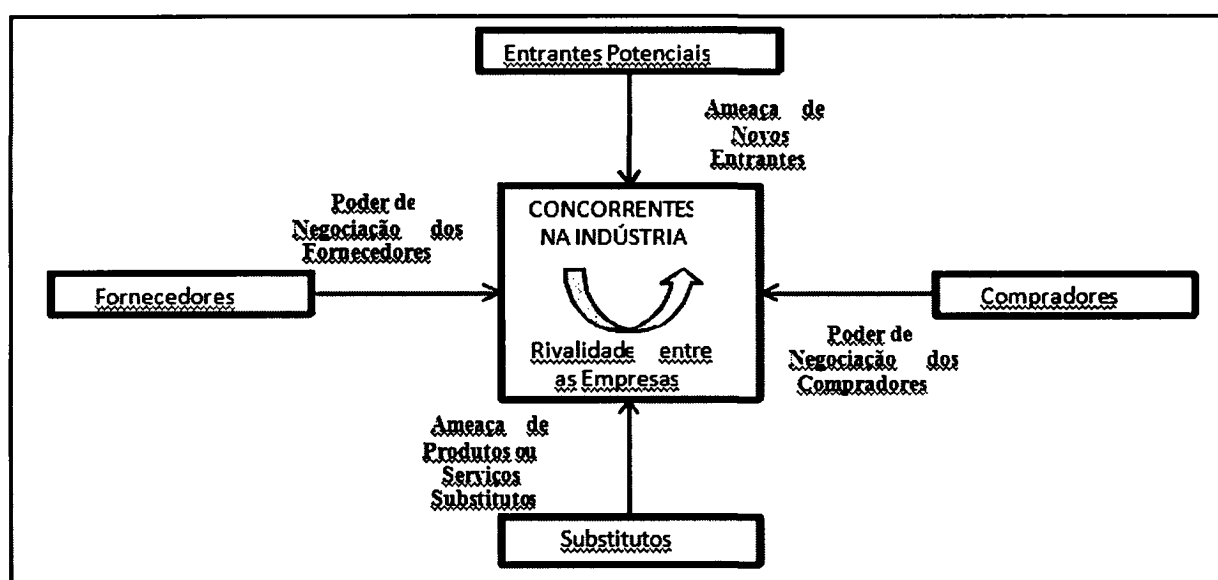 Entrantes Potenciais
Ameaça de
Novos
Entrantes
Poder de
Negociação dos
Fornecedores
CONCORRENTES
NA INDÚSTRIA
Fornecedores
Compradores
Rivalidade entre
as Empresas
Poder de
Negociação dos
Compradores
Ameaça de
Produtos ou
Serviços
Substitutos
Substitutos